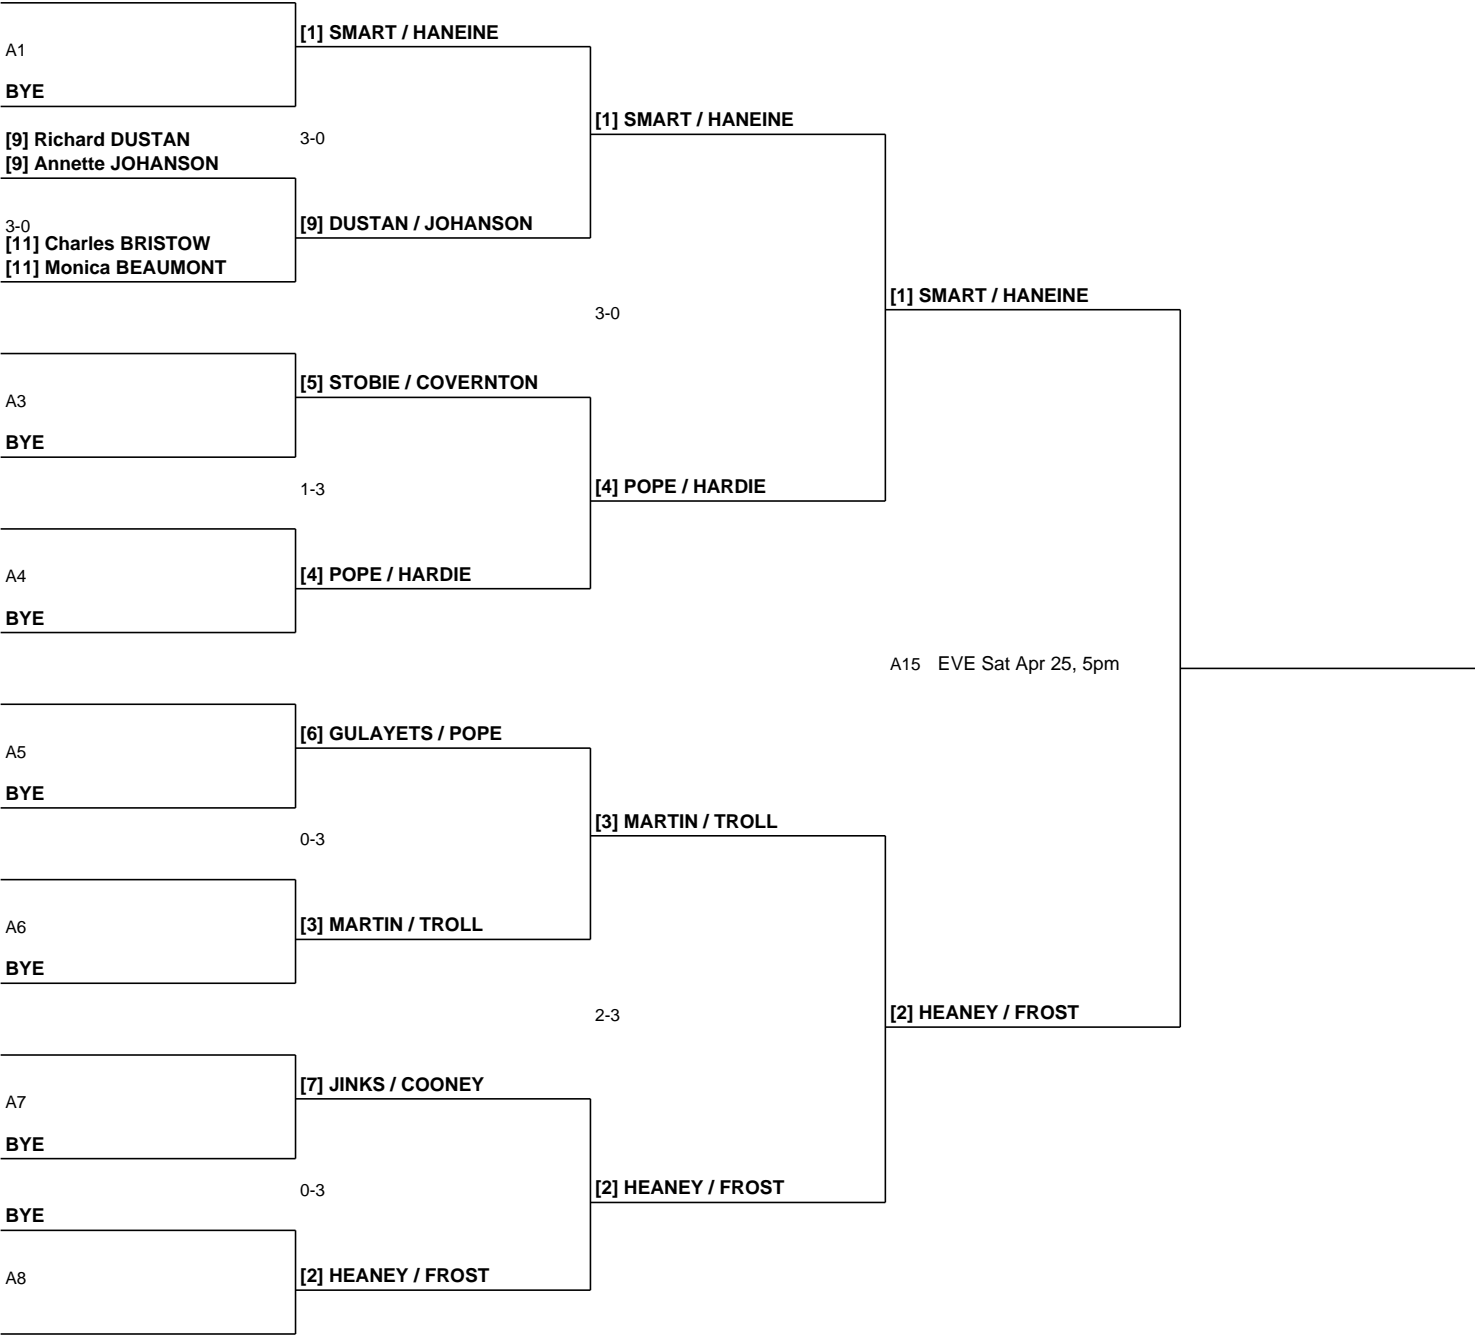 [1] SMART / HANEINE
A1
BYE
[9] Richard DUSTAN
[9] Annette JOHANSON
3-0
[1] SMART / HANEINE
3-0
[11] Charles BRISTOW
[11] Monica BEAUMONT
[9] DUSTAN / JOHANSON
3-0
[1] SMART / HANEINE
[5] STOBIE / COVERNTON
A3
BYE
1-3
[4] POPE / HARDIE
A4
[4] POPE / HARDIE
BYE
A15 EVE Sat Apr 25, 5pm
[6] GULAYETS / POPE
A5
BYE
0-3
[3] MARTIN / TROLL
A6
[3] MARTIN / TROLL
BYE
2-3
[2] HEANEY / FROST
[7] JINKS / COONEY
A7
BYE
0-3
[2] HEANEY / FROST
BYE
A8
[2] HEANEY / FROST